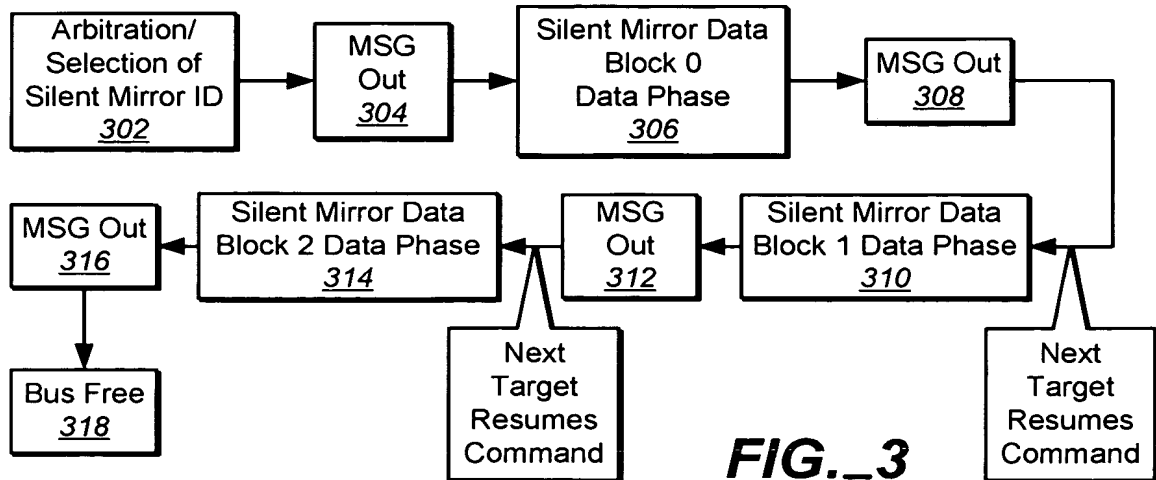 Arbitration/
Selection of
Silent Mirror ID
302
MSG
Out
304
Silent Mirror Data
Block 0
Data Phase
306
MSG Out
308
Silent Mirror Data
Block 1 Data Phase
310
MSG
Out
312
Silent Mirror Data
Block 2 Data Phase
314
MSG Out
316
Bus Free
318
Next
Target
Resumes
Command
Next
Target
Resumes
Command
FIG._3